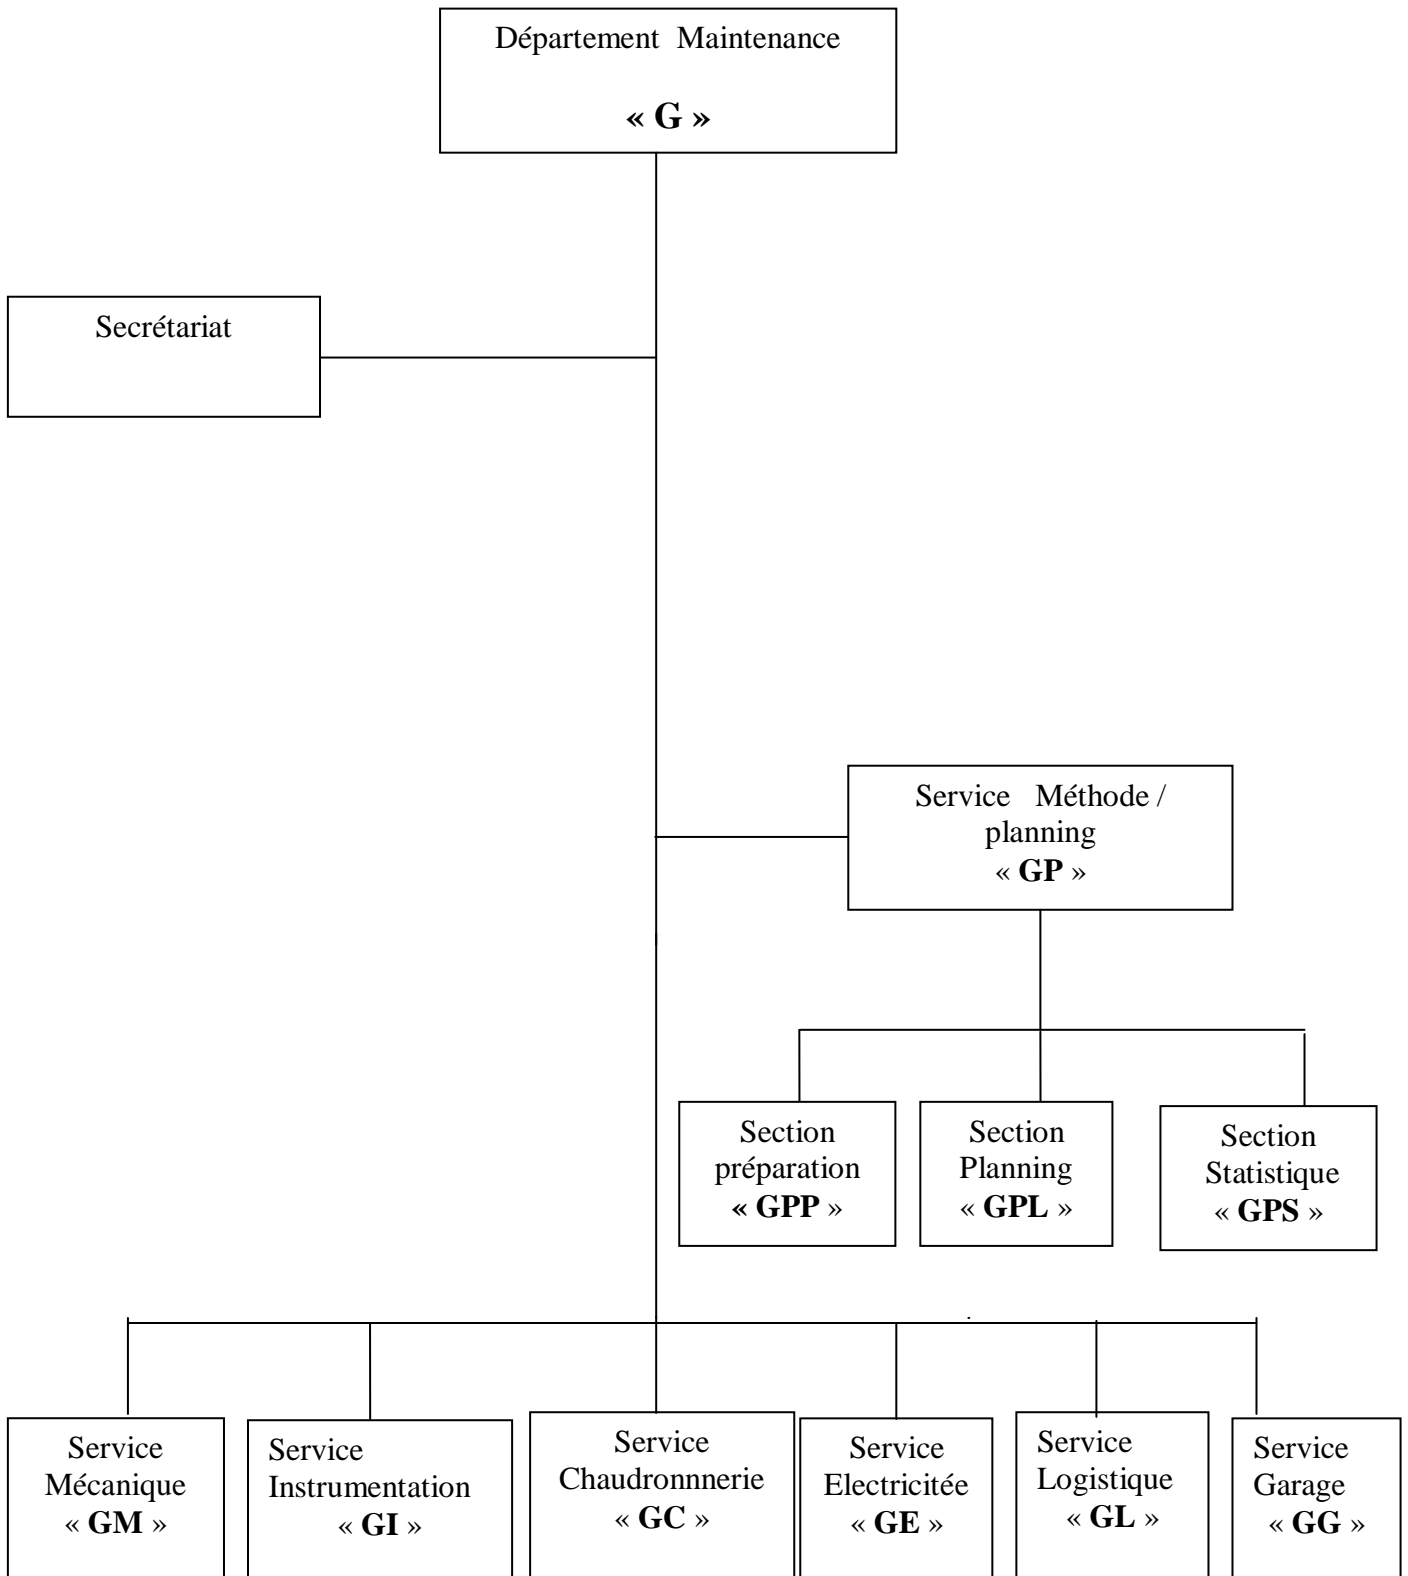 Département Maintenance
« G »
Secrétariat
Service Méthode /
planning
« GP »
Section
préparation
« GPP »
Section
Planning
« GPL »
Section
Statistique
« GPS »
Service
Mécanique
« GM »
Service
Instrumentation
« GI »
Service
Chaudronnnerie
« GC »
Service
Electricitée
« GE »
Service
Logistique
« GL »
Service
Garage
« GG »